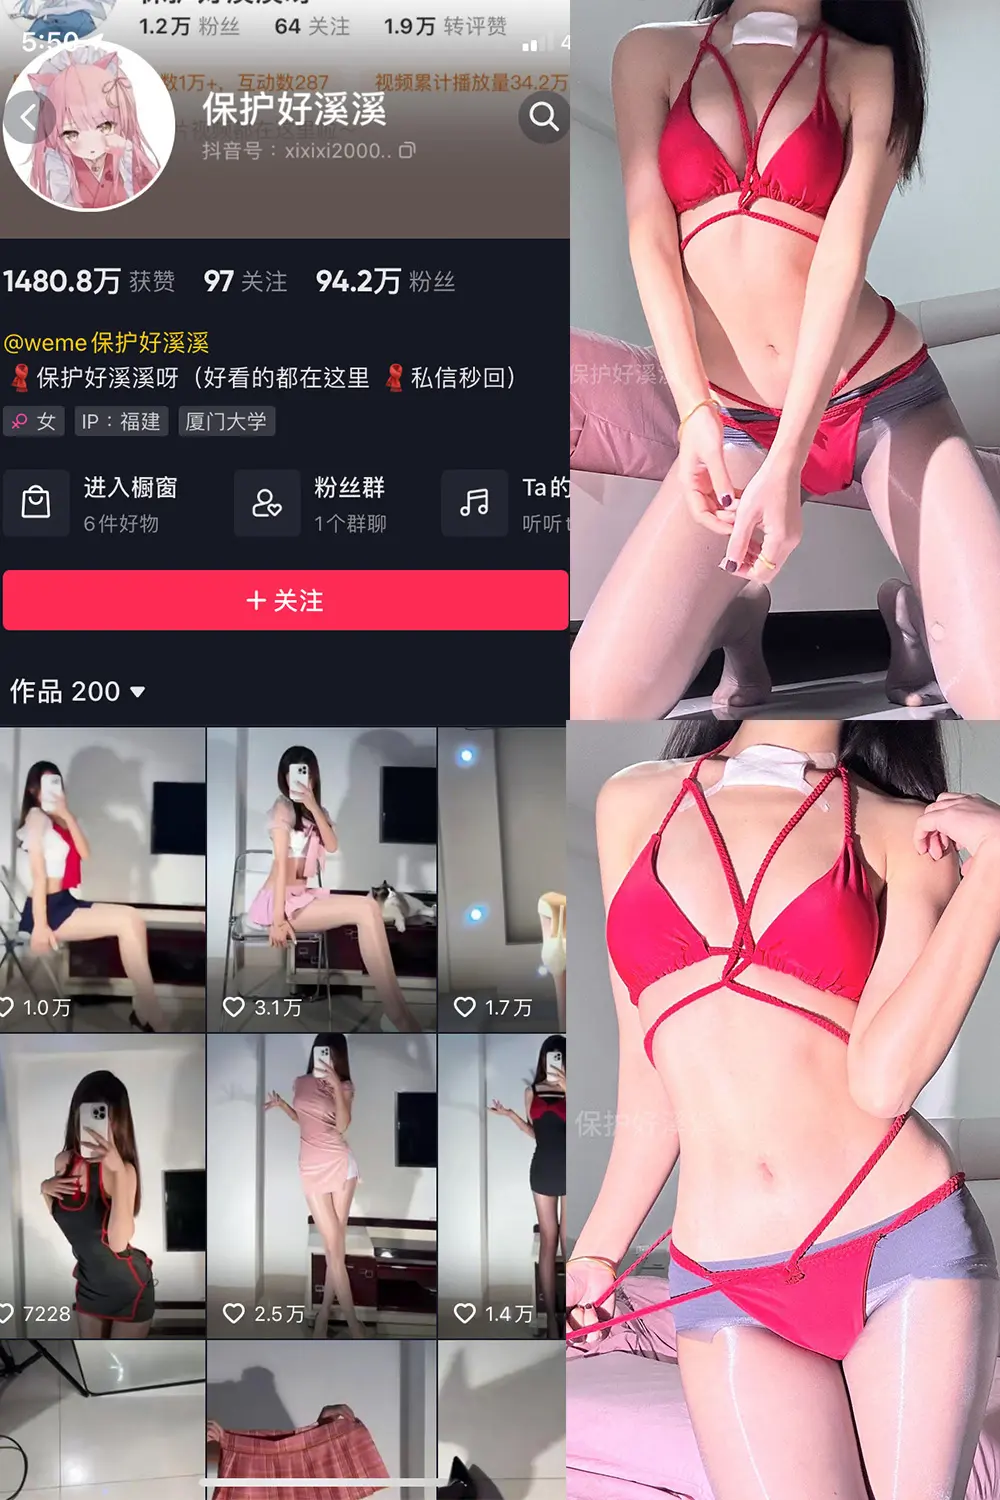 1.2万 粉丝 64 关注 1.9万 转评赞
5:50
数1万+，互动数287 视频累计播放量34.2万
保护好溪溪
抖音号：xixixi2000..
1480.8万 获赞 97 关注 94.2万 粉丝
@weme保护好溪溪
保护好溪溪呀（好看的都在这里 私信秒回）
女 IP：福建 厦门大学
进入橱窗 粉丝群 Ta的
6件好物 1个群聊 听听
+ 关注
作品 200
1.0万 3.1万 1.7万
7228 2.5万 1.4万
保护好溪
保护好溪